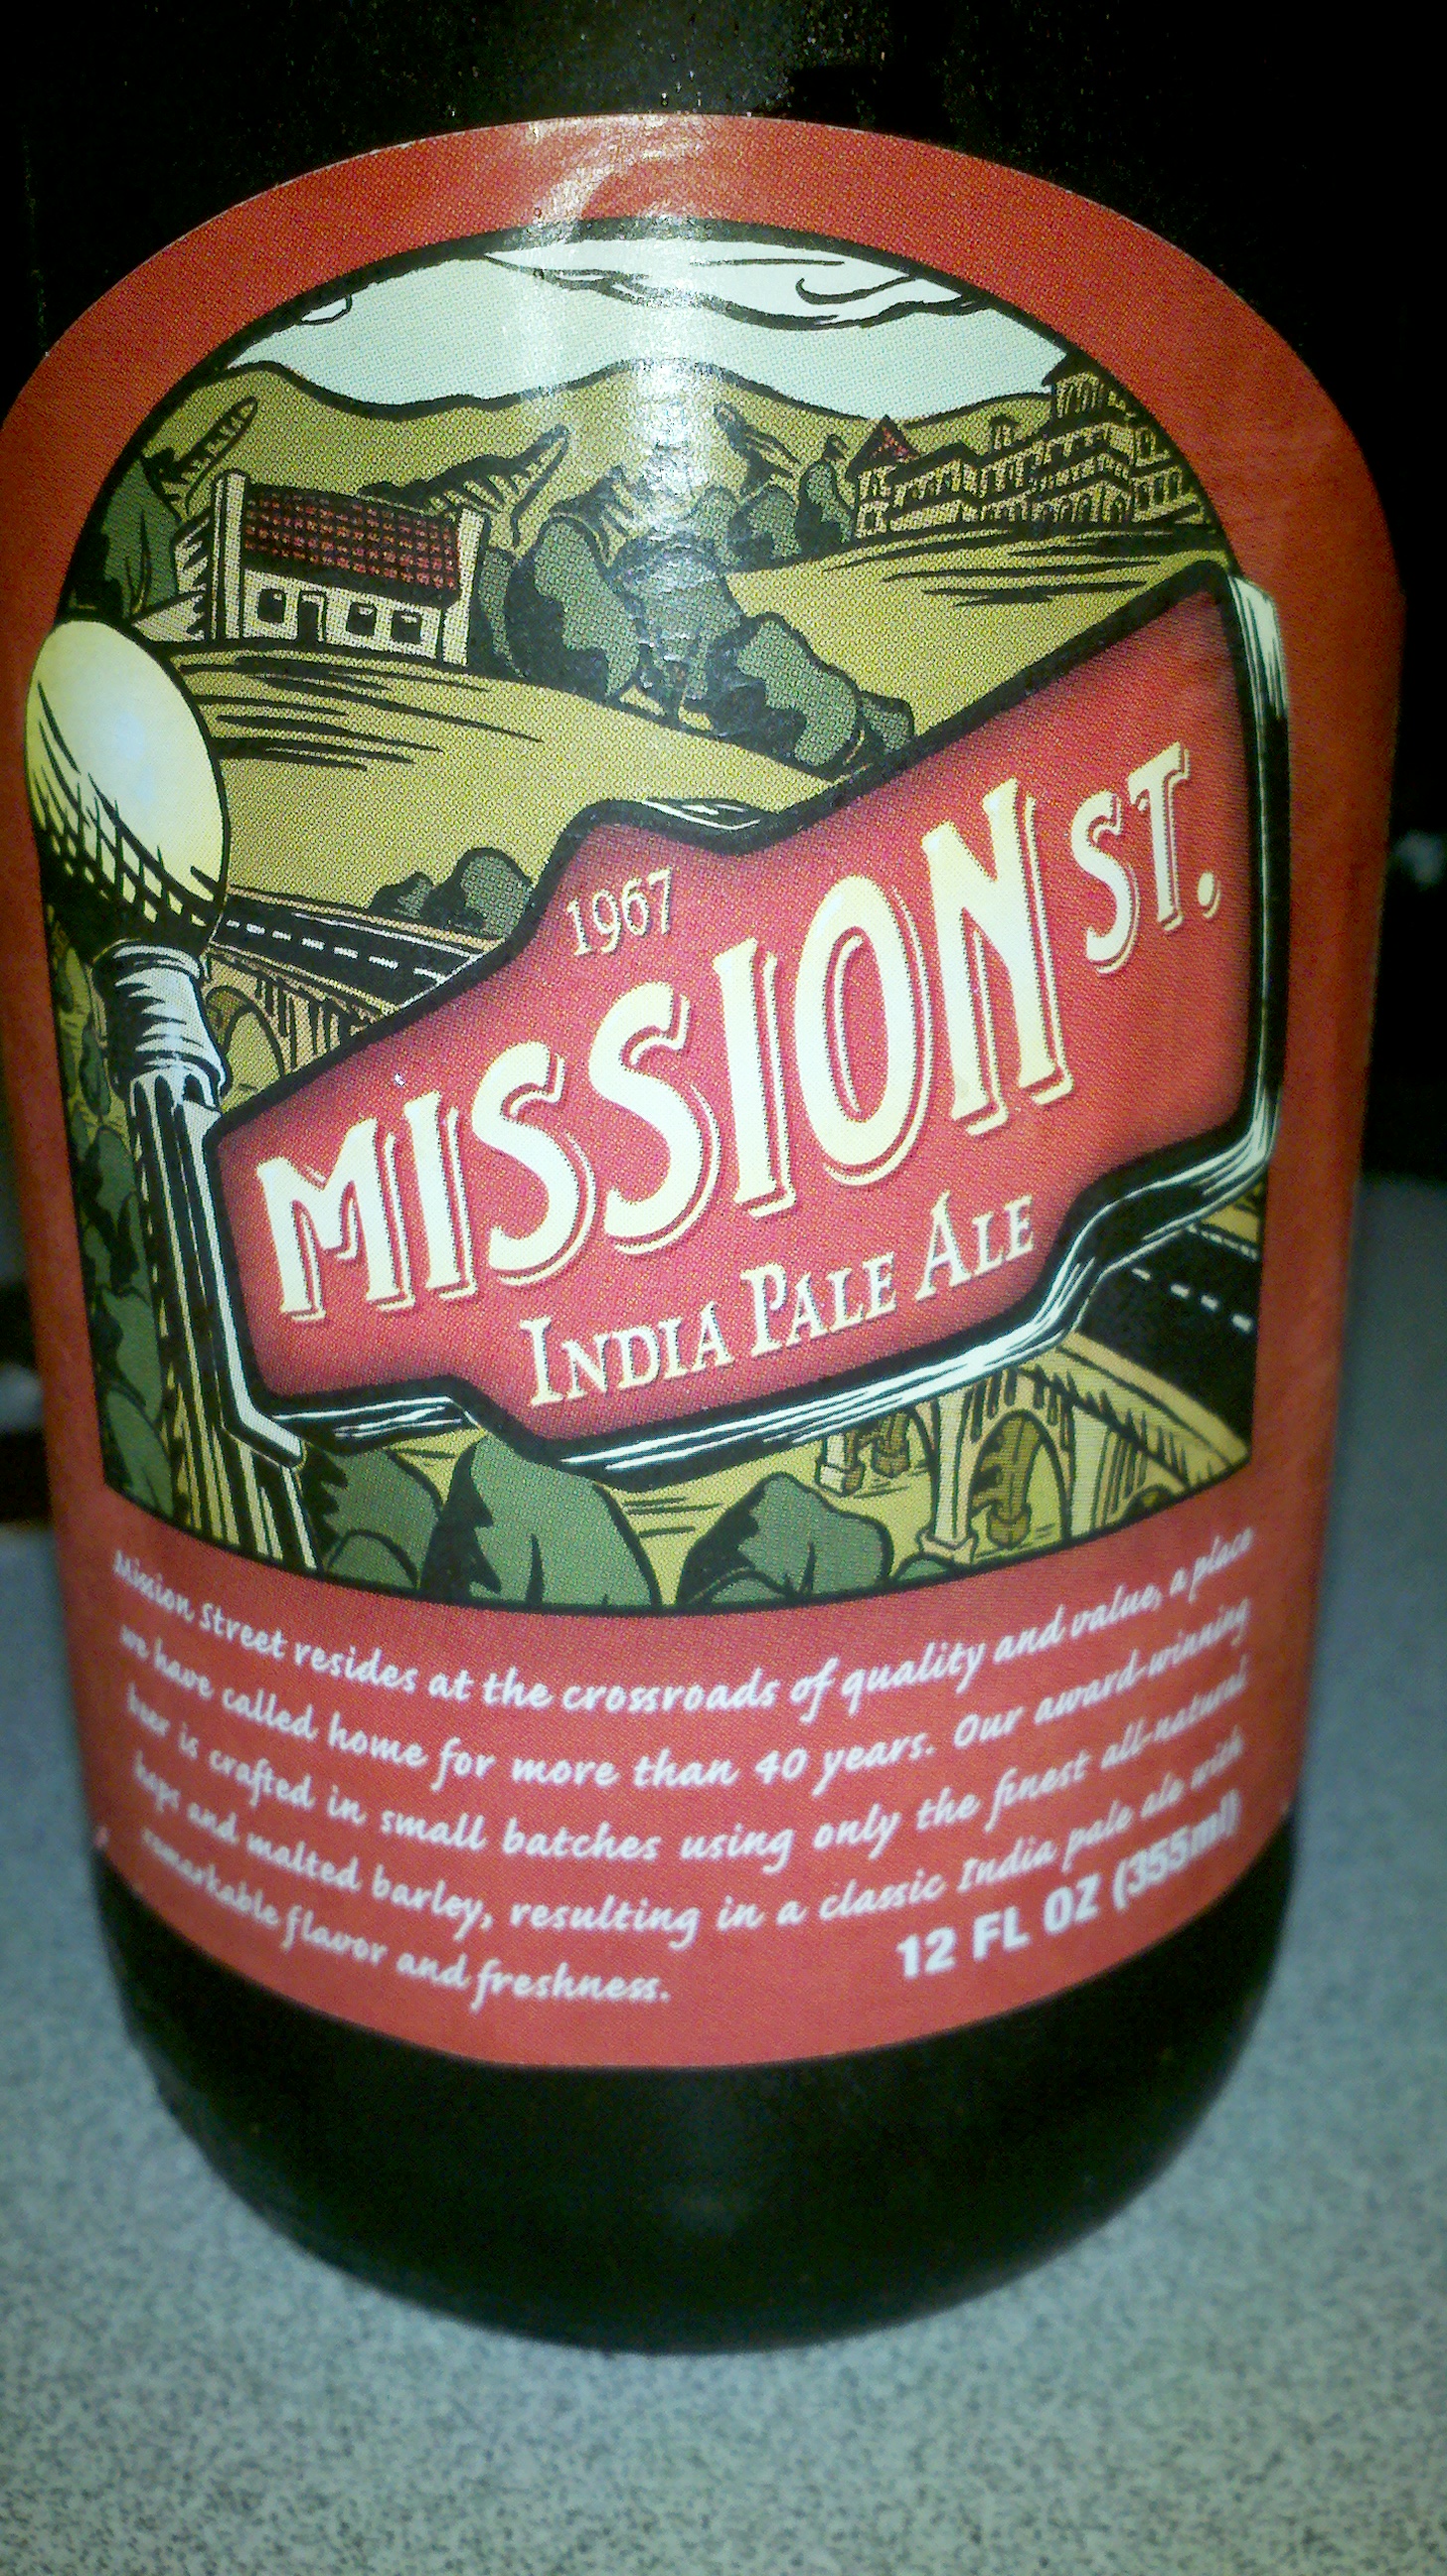 1967
MISSION ST.
INDIA PALE ALE
Mission Street resides at the crossroads of quality and value, a place
we have called home for more than 40 years. Our award-winning
beer is crafted in small batches using only the finest all-natural
hops and malted barley, resulting in a classic India pale ale with
remarkable flavor and freshness.
12 FL OZ (355ml)